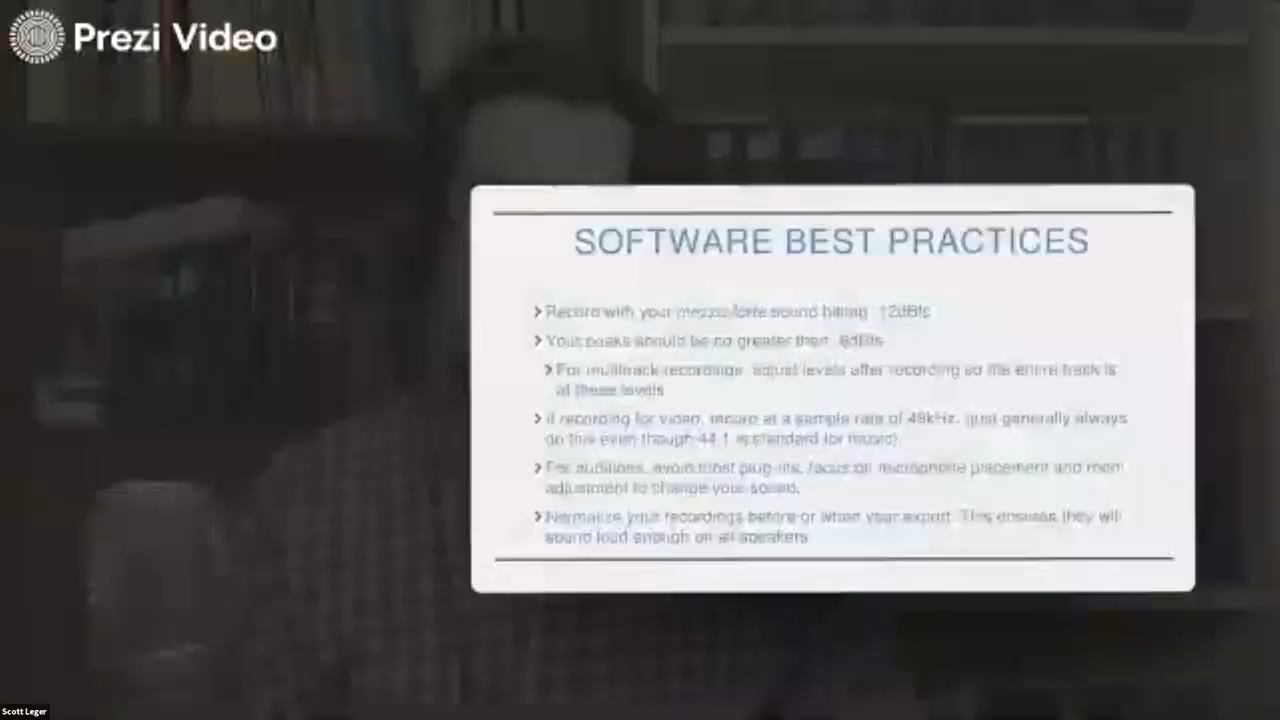 Prezi Video
SOFTWARE BEST PRACTICES
Record with your mezzo-forte sound hitting -12dBfs
Your peaks should be no greater than -6dBfs
For multitrack recordings, adjust levels after recording so the entire track is
at these levels
If recording for video, record at a sample rate of 48kHz. (just generally always
do this even though 44.1 is standard for music)
For auditions, avoid most plug-ins, focus on microphone placement and room
adjustment to change your sound.
Normalize your recordings before or when your export. This ensures they will
sound loud enough on all speakers
Scott Leger